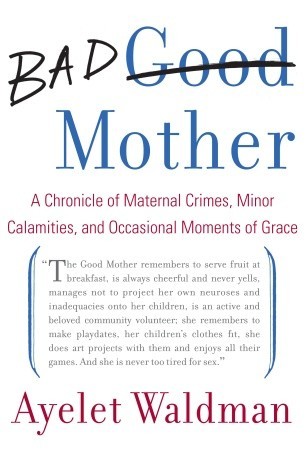 BAD Good
Mother
A Chronicle of Maternal Crimes, Minor
Calamities, and Occasional Moments of Grace
“The Good Mother remembers to serve fruit at
breakfast, is always cheerful and never yells,
manages not to project her own neuroses and
inadequacies onto her children, is an active and
beloved community volunteer; she remembers to
make playdates, her children's clothes fit, she
does art projects with them and enjoys all their
games. And she is never too tired for sex.”
Ayelet Waldman